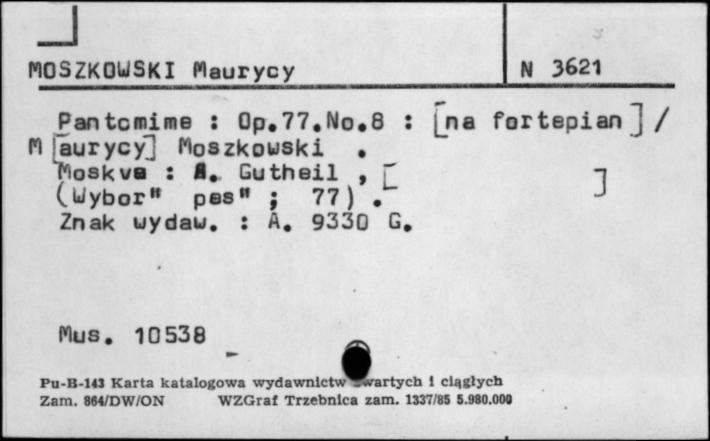 MOSZKOWSKI Maurycy
N 3621
Pantomime : Op.77.No.8 : [na fortepian] /
M [aurycy] Moszkowski .
Moskva : A. Gutheil , [ ]
(Wybor" pes" ; 77) .
Znak wydaw. : A. 9330 G.
Mus. 10538
Pu-B-143 Karta katalogowa wydawnictw zwartych i ciągłych
Zam. 864/DW/ON WZGraf Trzebnica zam. 1337/85 5.980.000